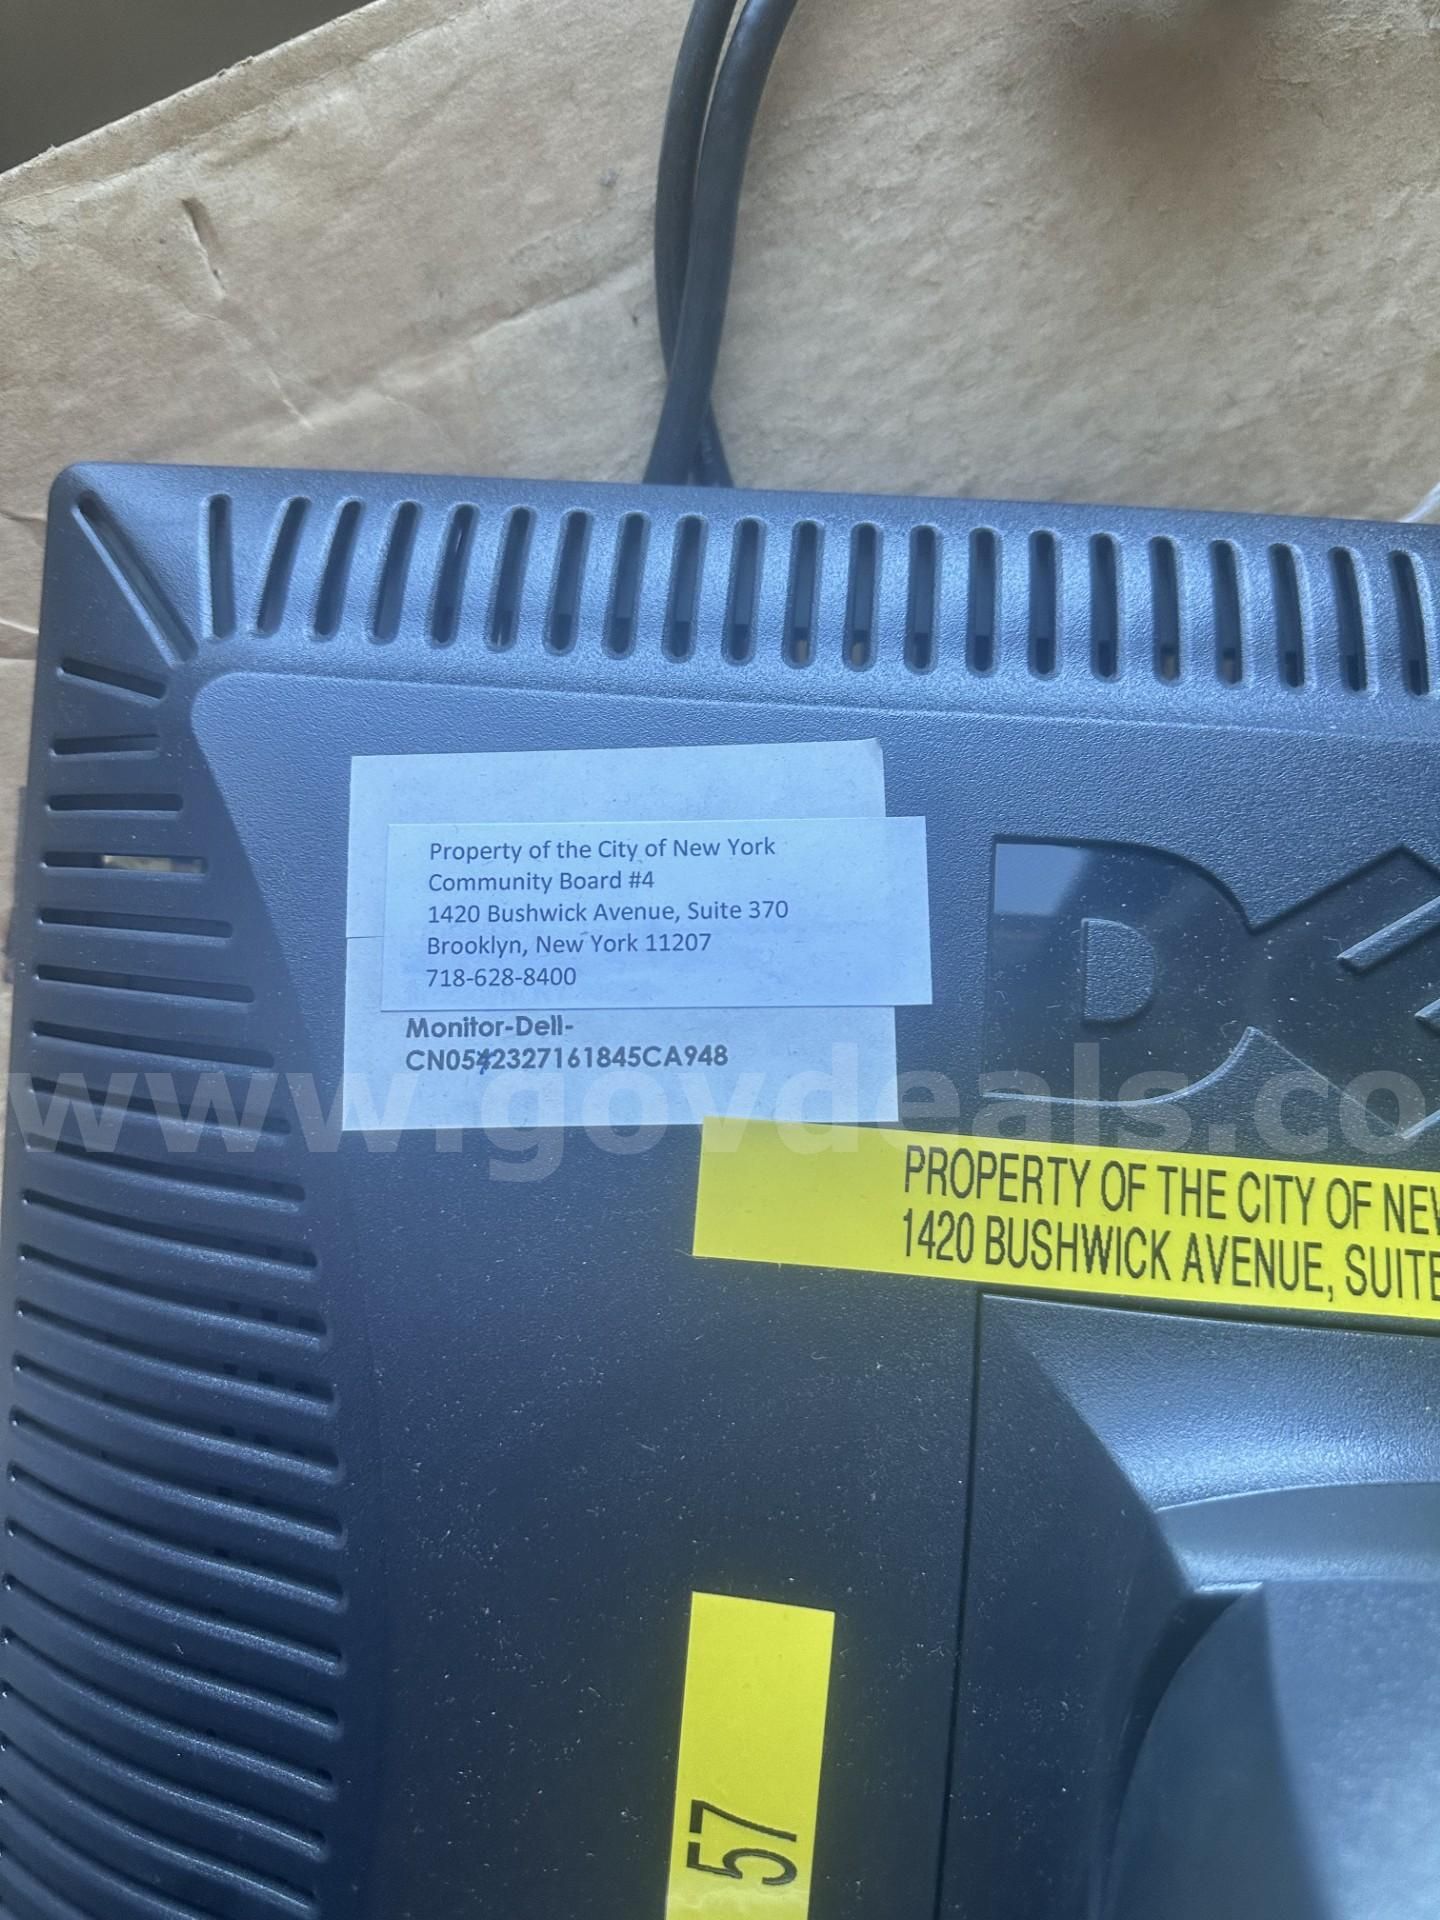 Property of the City of New York
Community Board #4
1420 Bushwick Avenue, Suite 370
Brooklyn, New York 11207
718-628-8400
Monitor-Dell-
CN0542327161845CA948
www.govdeals.co
PROPERTY OF THE CITY OF NEW
1420 BUSHWICK AVENUE, SUITE
57